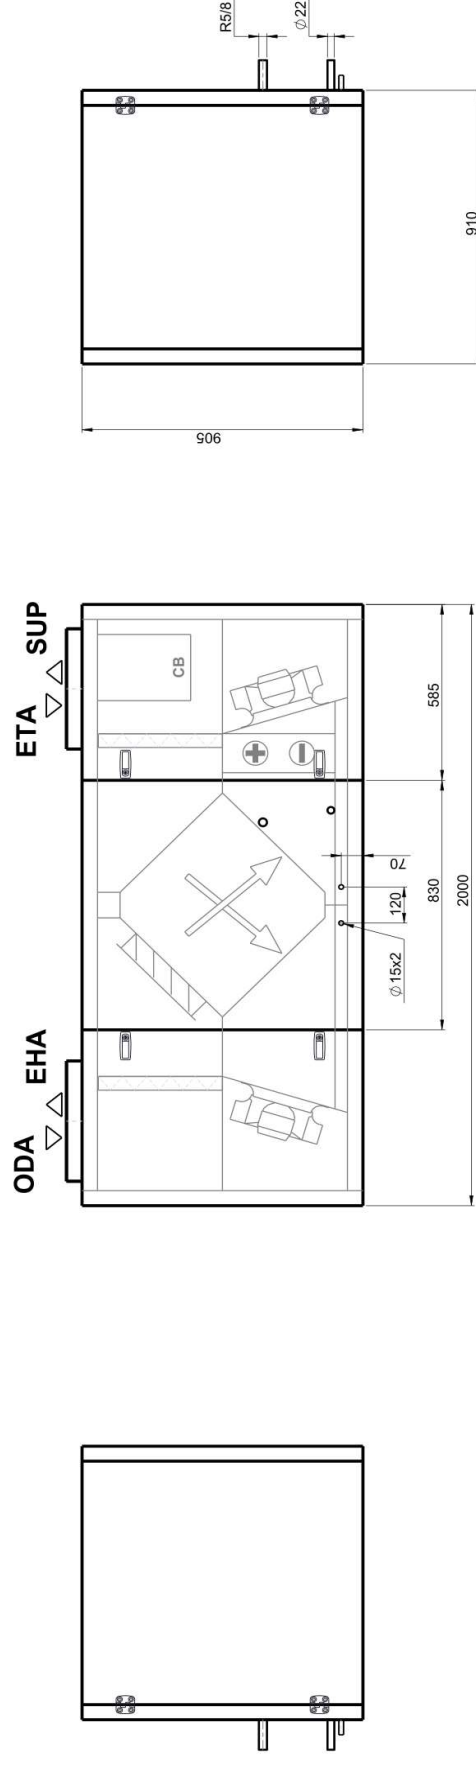 ODA
EHA
ETA
SUP
CB
+
−
Ø 15x2
120
70
830
585
2000
905
910
R5/8
Ø 22